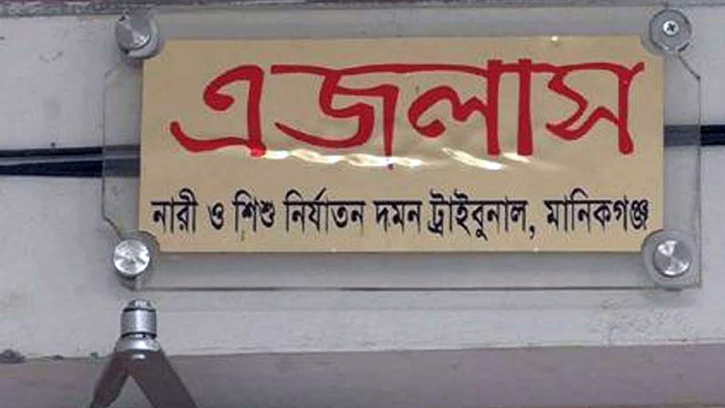 এজলাস
নারী ও শিশু নির্যাতন দমন ট্রাইবুনাল, মানিকগঞ্জ